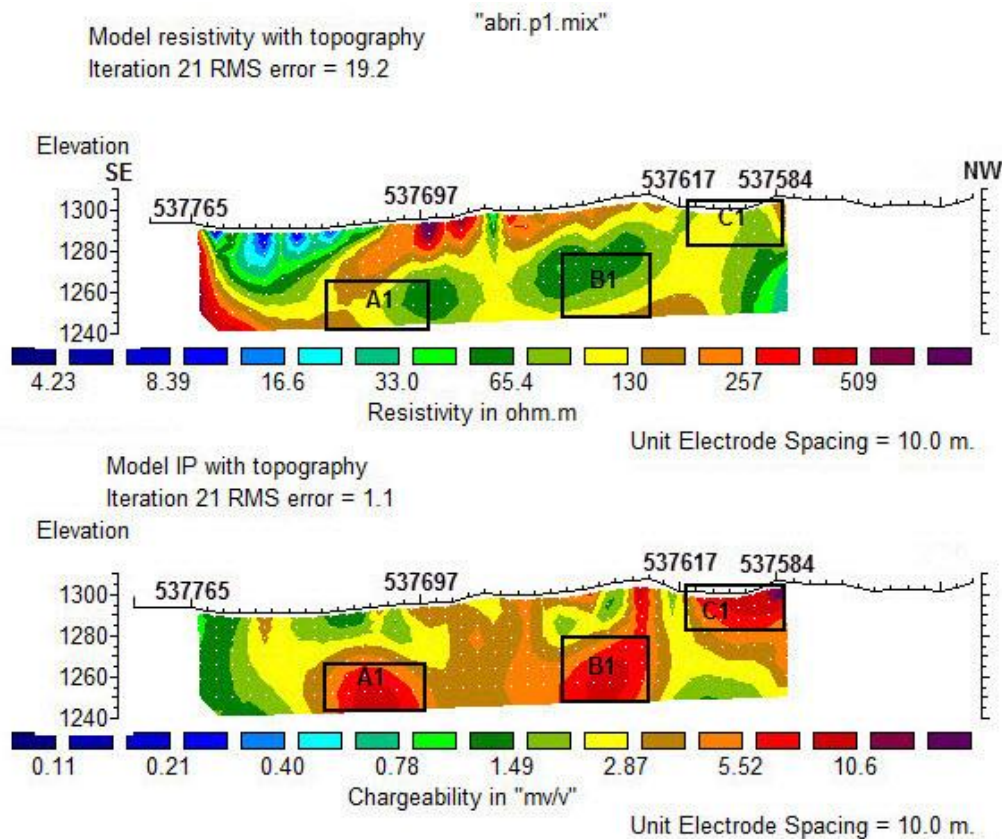 "abri.p1.mix"
Model resistivity with topography
Iteration 21 RMS error = 19.2
Elevation
SE
NW
537765
537697
537617
537584
1300
1280
1260
1240
A1
B1
C1
4.23 8.39 16.6 33.0 65.4 130 257 509
Resistivity in ohm.m
Unit Electrode Spacing = 10.0 m.
Model IP with topography
Iteration 21 RMS error = 1.1
Elevation
537765
537697
537617
537584
1300
1280
1260
1240
A1
B1
C1
0.11 0.21 0.40 0.78 1.49 2.87 5.52 10.6
Chargeability in "mv/v"
Unit Electrode Spacing = 10.0 m.